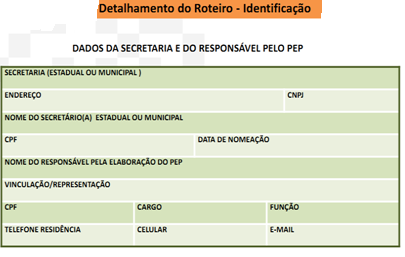 Detalhamento do Roteiro - Identificação
DADOS DA SECRETARIA E DO RESPONSÁVEL PELO PEP
SECRETARIA (ESTADUAL OU MUNICIPAL )
ENDEREÇO CNPJ
NOME DO SECRETÁRIO(A) ESTADUAL OU MUNICIPAL
CPF DATA DE NOMEAÇÃO
NOME DO RESPONSÁVEL PELA ELABORAÇÃO DO PEP
VINCULAÇÃO/REPRESENTAÇÃO
CPF CARGO FUNÇÃO
TELEFONE RESIDÊNCIA CELULAR E-MAIL